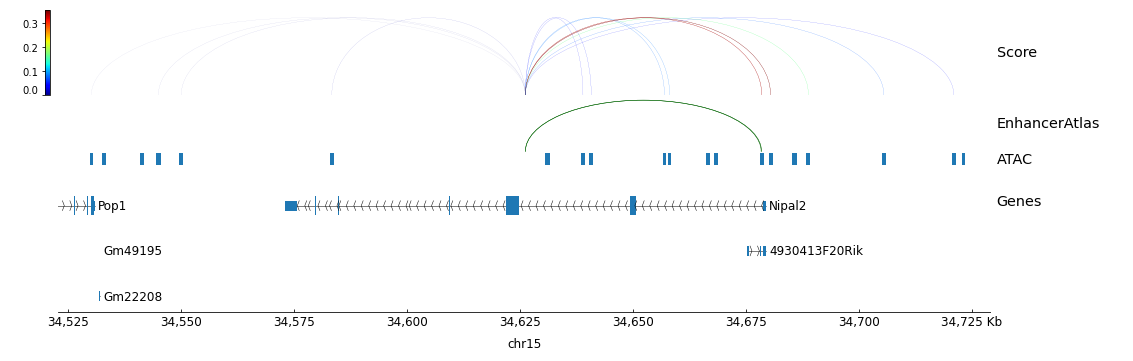 0.3
0.2
0.1
0.0
Score
EnhancerAtlas
ATAC
Genes
Pop1
Nipal2
Gm49195
4930413F20Rik
Gm22208
34,525 34,550 34,575 34,600 34,625 34,650 34,675 34,700 34,725 Kb
chr15